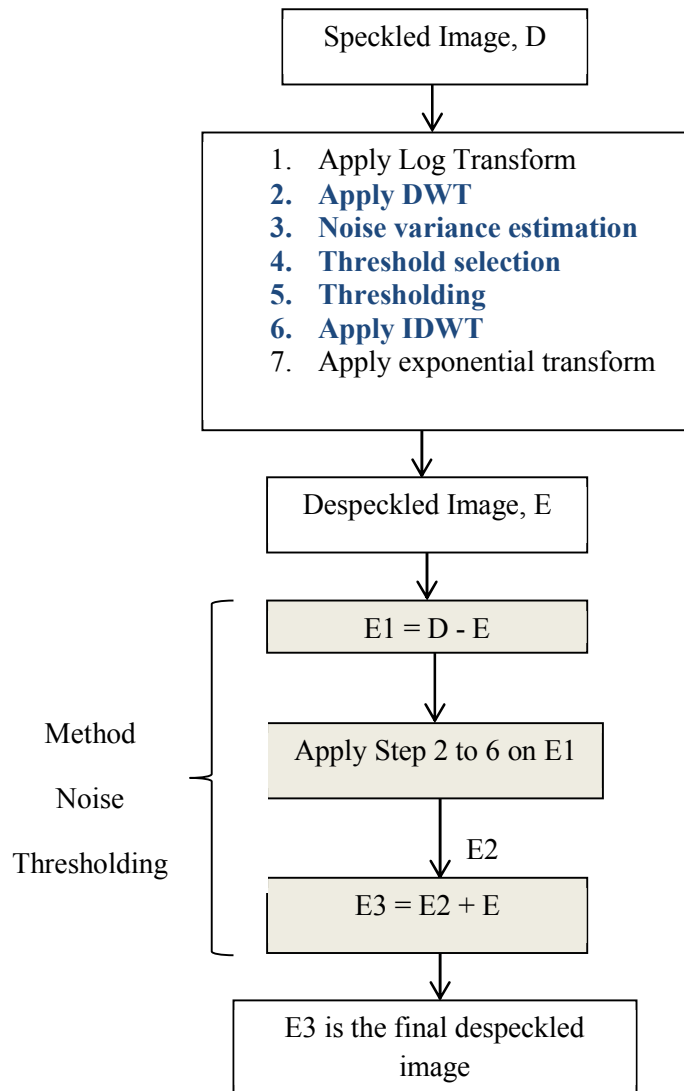 Speckled Image, D
1. Apply Log Transform
2. Apply DWT
3. Noise variance estimation
4. Threshold selection
5. Thresholding
6. Apply IDWT
7. Apply exponential transform
Despeckled Image, E
E1 = D - E
Method
Noise
Thresholding
Apply Step 2 to 6 on E1
E2
E3 = E2 + E
E3 is the final despeckled
image